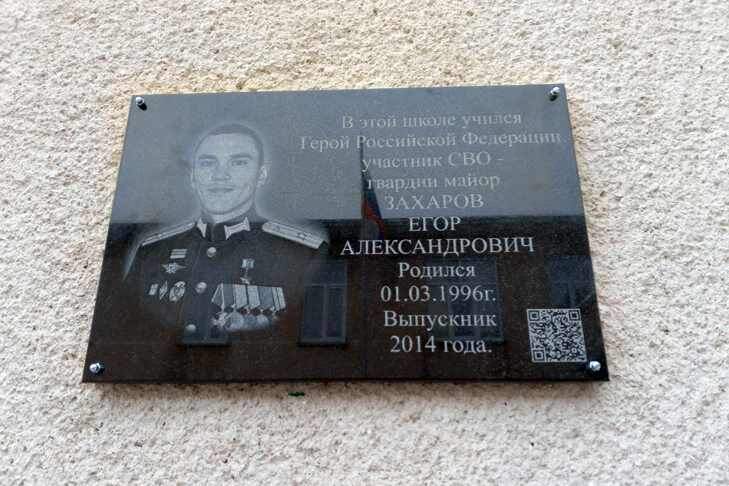 В этой школе учился
Герой Российской Федерации
участник СВО -
гвардии майор
ЗАХАРОВ
ЕГОР
АЛЕКСАНДРОВИЧ
Родился
01.03.1996г.
Выпускник
2014 года.